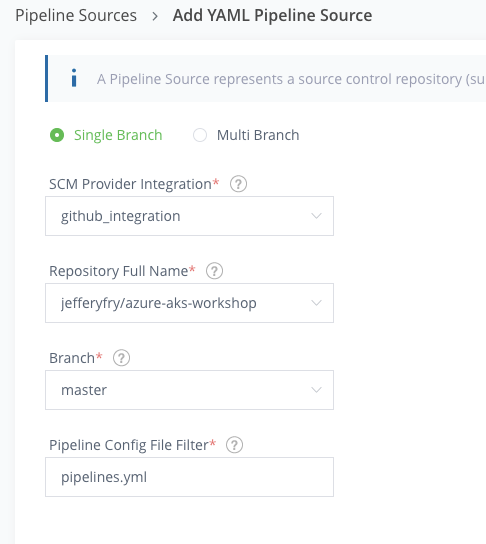 Pipeline Sources > Add YAML Pipeline Source
i A Pipeline Source represents a source control repository (su
Single Branch Multi Branch
SCM Provider Integration* ?
github_integration
Repository Full Name* ?
jefferyfry/azure-aks-workshop
Branch* ?
master
Pipeline Config File Filter* ?
pipelines.yml